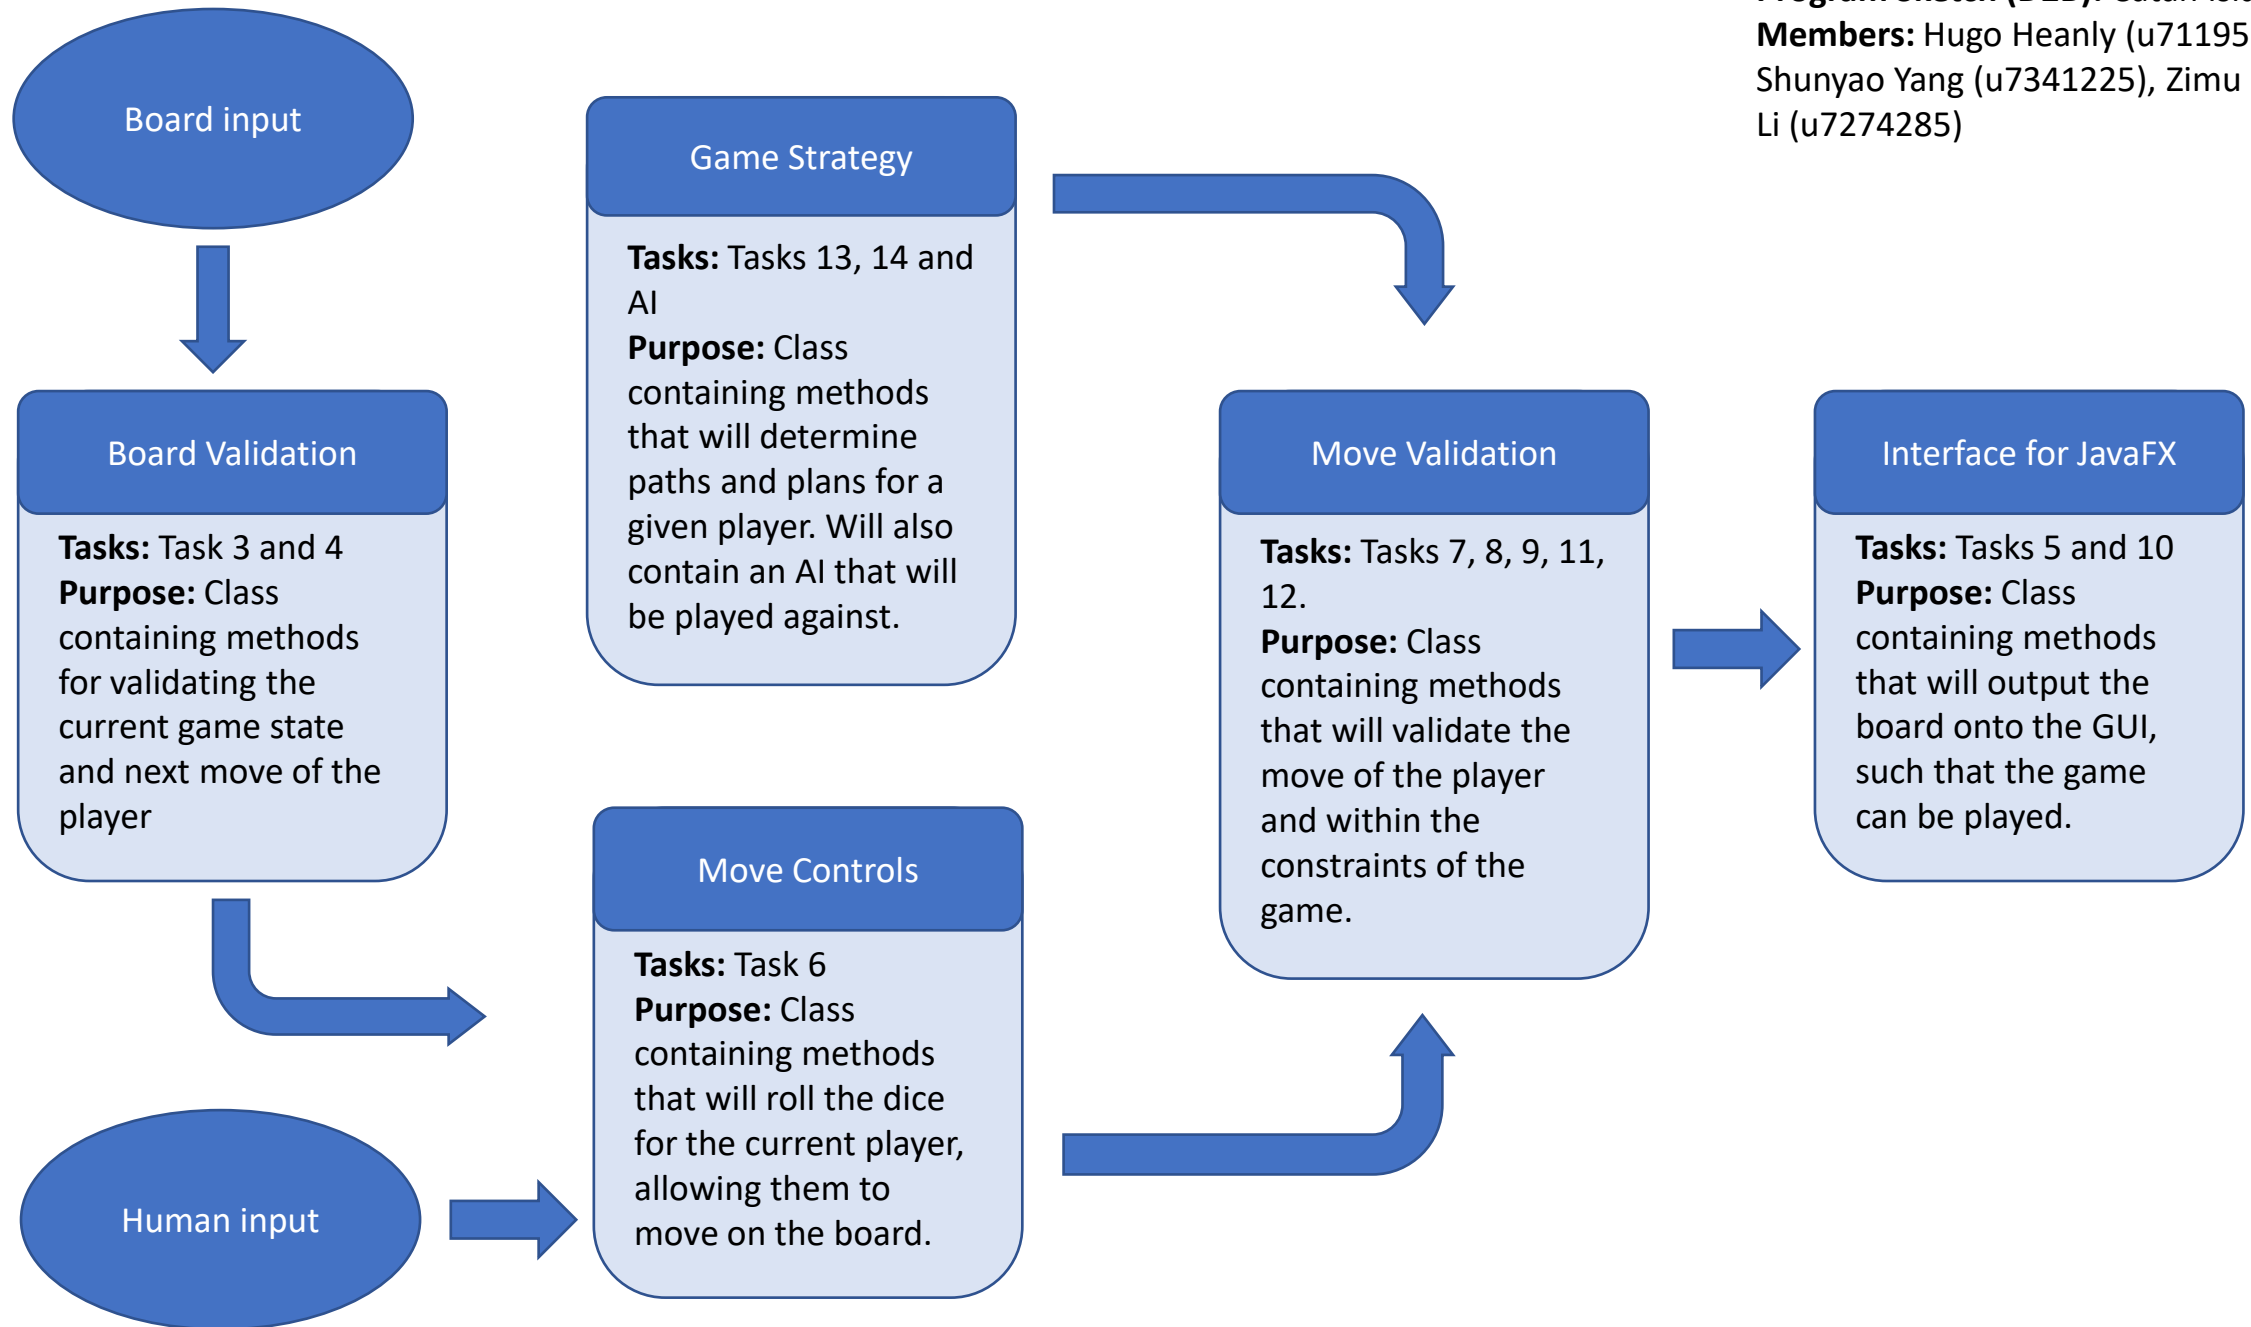 Members: Hugo Heanly (u71195
Shunyao Yang (u7341225), Zimu
Li (u7274285)
Board input
Game Strategy
Tasks: Tasks 13, 14 and
AI
Purpose: Class
containing methods
that will determine
paths and plans for a
given player. Will also
contain an AI that will
be played against.
Board Validation
Tasks: Task 3 and 4
Purpose: Class
containing methods
for validating the
current game state
and next move of the
player
Move Controls
Tasks: Task 6
Purpose: Class
containing methods
that will roll the dice
for the current player,
allowing them to
move on the board.
Human input
Move Validation
Tasks: Tasks 7, 8, 9, 11,
12.
Purpose: Class
containing methods
that will validate the
move of the player
and within the
constraints of the
game.
Interface for JavaFX
Tasks: Tasks 5 and 10
Purpose: Class
containing methods
that will output the
board onto the GUI,
such that the game
can be played.